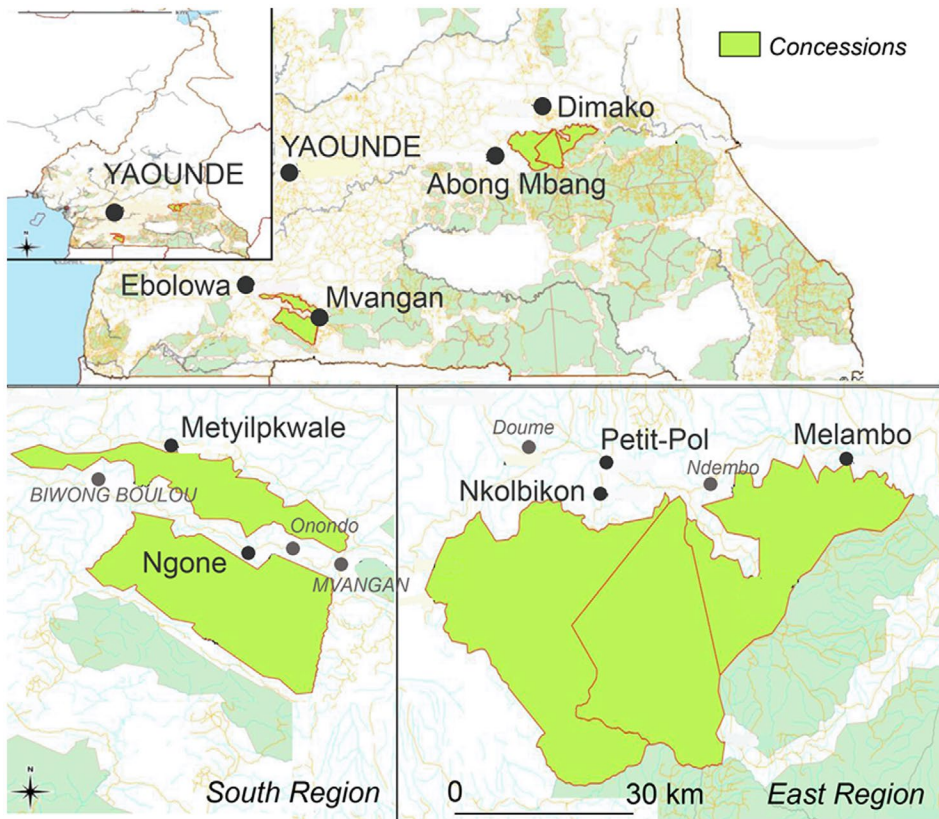 Concessions
YAOUNDE
N
Dimako
YAOUNDE
Abong Mbang
Ebolowa
Mvangan
Metyilpkwale
BIWONG BOULOU
Onondo
Ngone
MVANGAN
N
South Region
Doume
Petit-Pol
Melambo
Ndembo
Nkolbikon
0 30 km
East Region